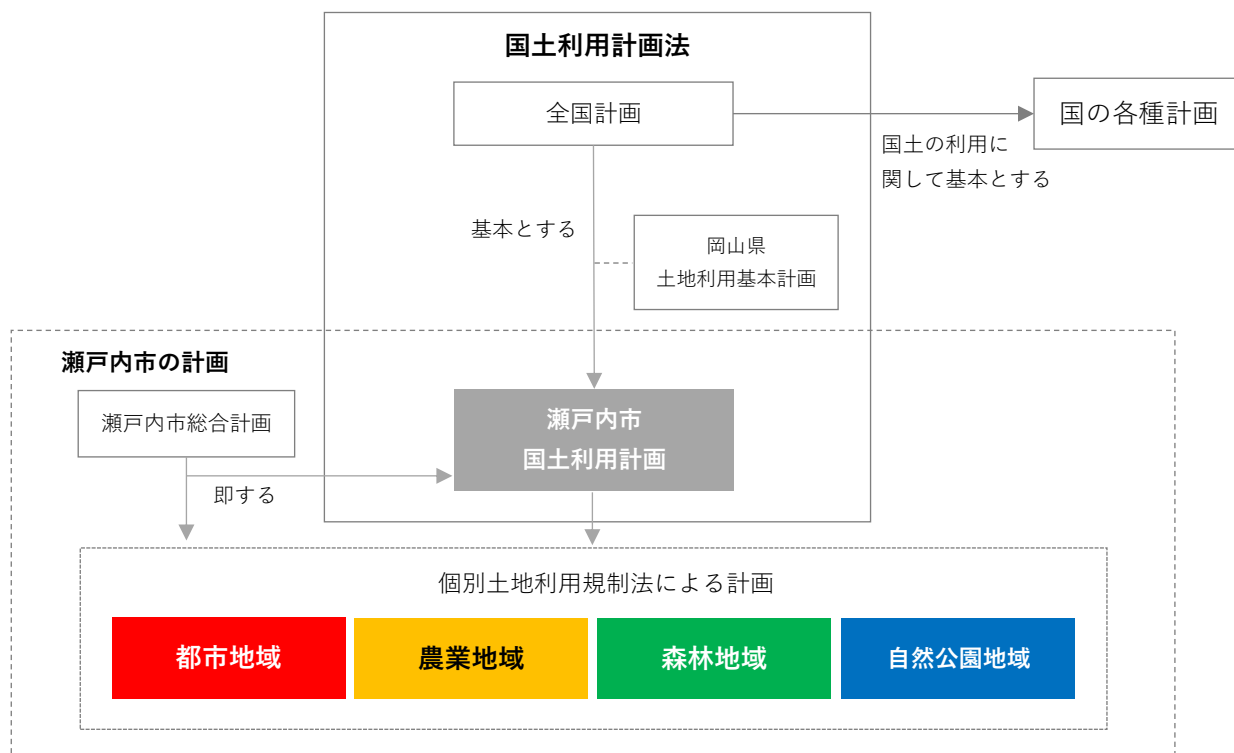 国土利用計画法
全国計画
国の各種計画
国土の利用に
関して基本とする
基本とする
岡山県
土地利用基本計画
瀬戸内市の計画
瀬戸内市総合計画
瀬戸内市
国土利用計画
即する
個別土地利用規制法による計画
都市地域
農業地域
森林地域
自然公園地域